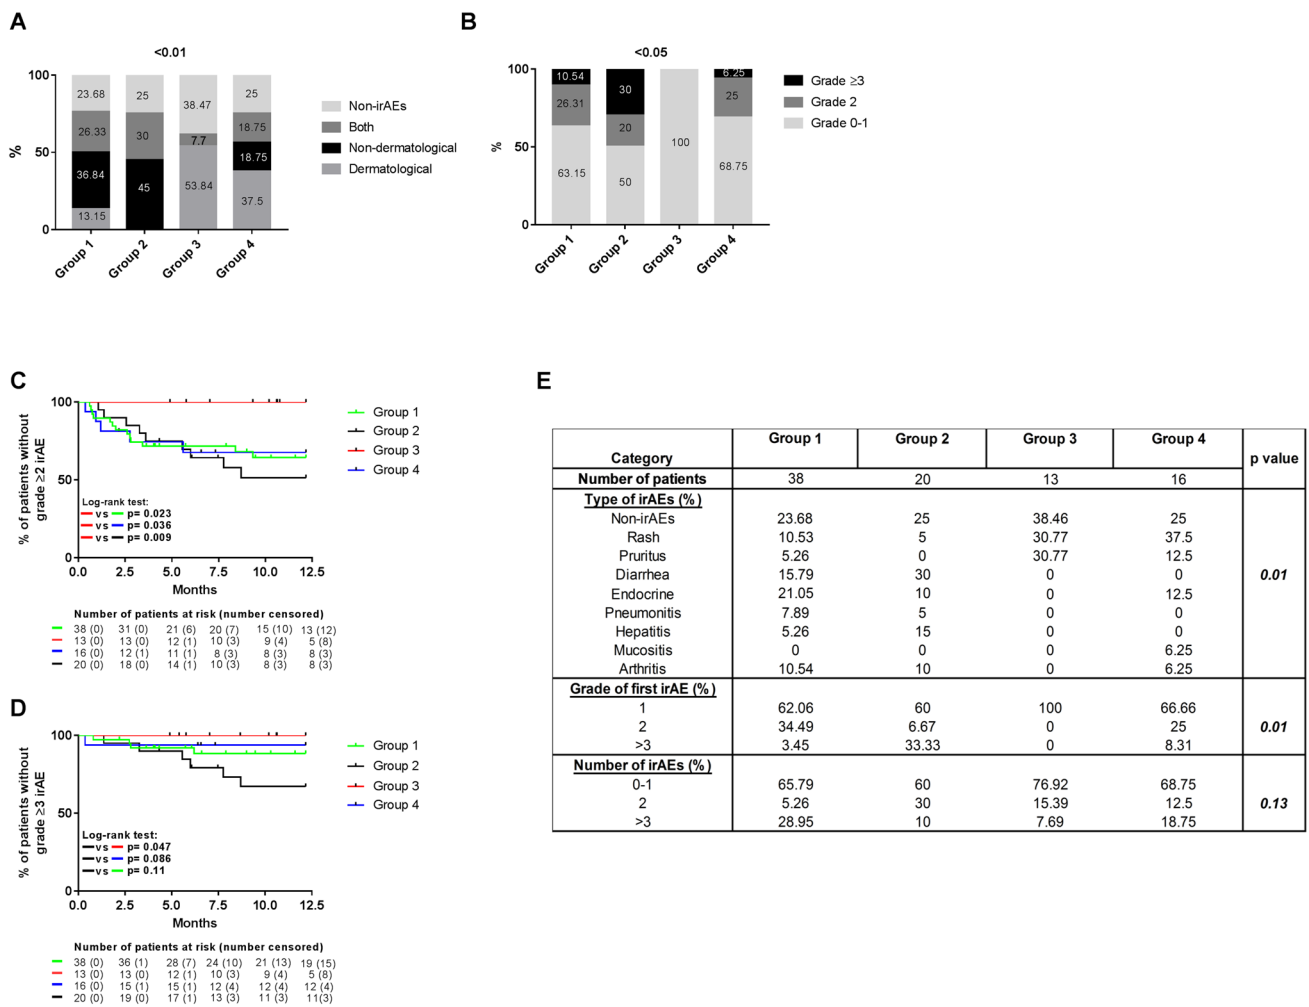 A
<0.01
100
50
0
%
23.68
26.33
36.84
13.15
25
30
45
38.47
7.7
53.84
25
18.75
18.75
37.5
Group 1
Group 2
Group 3
Group 4
Non-irAEs
Both
Non-dermatological
Dermatological
B
<0.05
100
50
0
%
10.54
26.31
63.15
30
20
50
100
6.25
25
68.75
Group 1
Group 2
Group 3
Group 4
Grade ≥3
Grade 2
Grade 0-1
C
% of patients without
grade ≥2 irAE
100
50
0
Log-rank test:
vs p= 0.023
vs p= 0.036
vs p= 0.009
0.0 2.5 5.0 7.5 10.0 12.5
Months
Group 1
Group 2
Group 3
Group 4
Number of patients at risk (number censored)
38 (0) 31 (0) 21 (6) 20 (7) 15 (10) 13 (12)
13 (0) 13 (0) 12 (1) 10 (3) 9 (4) 5 (8)
16 (0) 12 (1) 11 (1) 8 (3) 8 (3) 8 (3)
20 (0) 18 (0) 14 (1) 10 (3) 8 (3) 8 (3)
D
% of patients without
grade ≥3 irAE
100
50
0
Log-rank test:
vs p= 0.047
vs p= 0.086
vs p= 0.11
0.0 2.5 5.0 7.5 10.0 12.5
Months
Group 1
Group 2
Group 3
Group 4
Number of patients at risk (number censored)
38 (0) 36 (1) 28 (7) 24 (10) 21 (13) 19 (15)
13 (0) 13 (0) 12 (1) 10 (3) 9 (4) 5 (8)
16 (0) 15 (1) 15 (1) 12 (4) 12 (4) 12 (4)
20 (0) 19 (0) 17 (1) 13 (3) 11 (3) 11(3)
E
Category Group 1 Group 2 Group 3 Group 4 p value
Number of patients 38 20 13 16
Type of irAEs (%)
Non-irAEs 23.68 25 38.46 25
Rash 10.53 5 30.77 37.5
Pruritus 5.26 0 30.77 12.5
Diarrhea 15.79 30 0 0 0.01
Endocrine 21.05 10 0 12.5
Pneumonitis 7.89 5 0 0
Hepatitis 5.26 15 0 0
Mucositis 0 0 0 6.25
Arthritis 10.54 10 0 6.25
Grade of first irAE (%)
1 62.06 60 100 66.66
2 34.49 6.67 0 25 0.01
>3 3.45 33.33 0 8.31
Number of irAEs (%)
0-1 65.79 60 76.92 68.75
2 5.26 30 15.39 12.5 0.13
>3 28.95 10 7.69 18.75